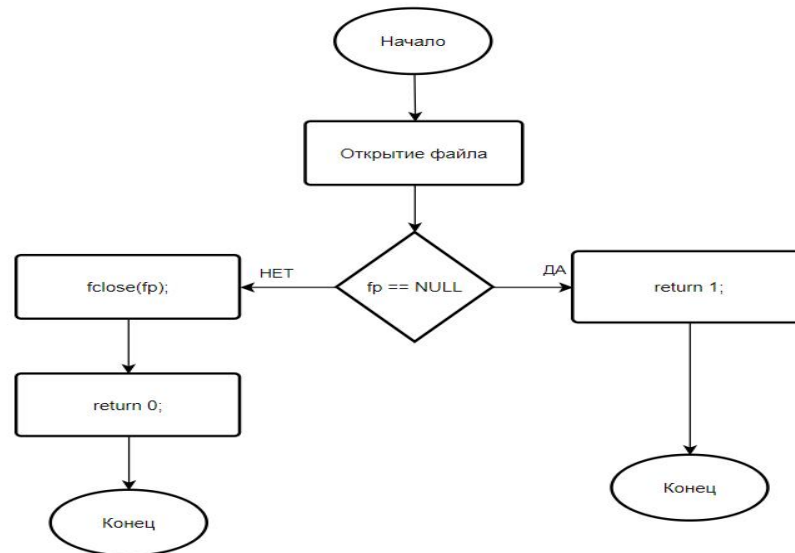 Начало
Открытие файла
fp == NULL
НЕТ
ДА
fclose(fp);
return 1;
return 0;
Конец
Конец